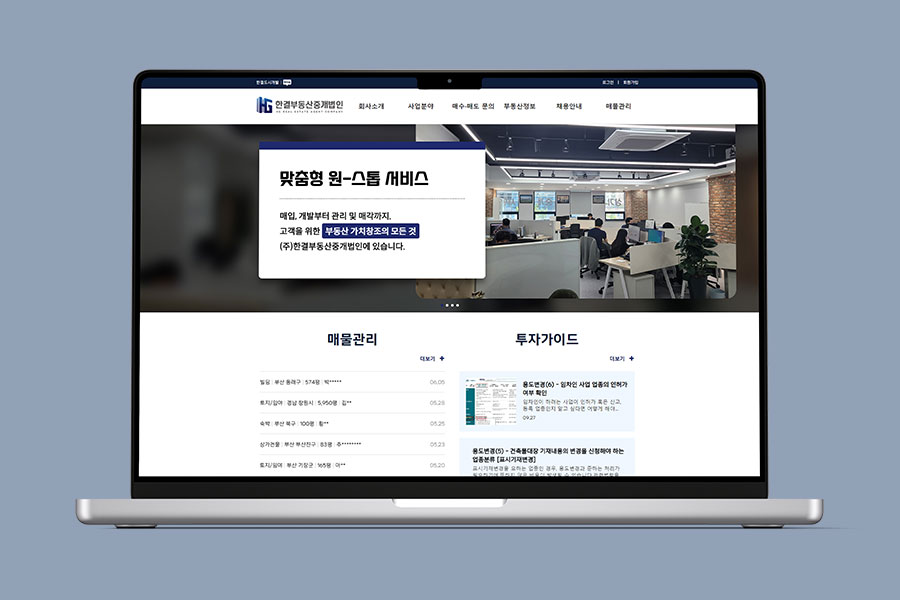 한결도시개발
로그인 | 회원가입
HG 한결부동산중개법인
HG REAL ESTATE AGENT COMPANY
회사소개 사업분야 매수·매도 문의 부동산정보 채용안내 매물관리
맞춤형 원-스톱 서비스
매입, 개발부터 관리 및 매각까지.
고객을 위한 부동산 가치창조의 모든 것
(주)한결부동산중개법인에 있습니다.
매물관리
더보기 +
빌딩 | 부산 동래구 | 574평 | 박***** 06.05
토지/임야 | 경남 창원시 | 5,950평 | 김** 05.28
숙박 | 부산 북구 | 100평 | 황** 05.25
상가건물 | 부산 부산진구 | 83평 | 추******** 05.23
토지/임야 | 부산 기장군 | 165평 | 이** 05.20
투자가이드
더보기 +
용도변경(6) - 임차인 사업 업종의 인허가
여부 확인
임차인이 하려는 사업이 인허가 혹은 신고,
등록 업종인지 알고 싶다면 어떻게 해야..
09.27
용도변경(5) - 건축물대장 기재내용의 변경을 신청해야 하는
업종분류 [표시기재변경]
표시기재변경을 요하는 업종인 경우, 용도변경과 준하는 처리가